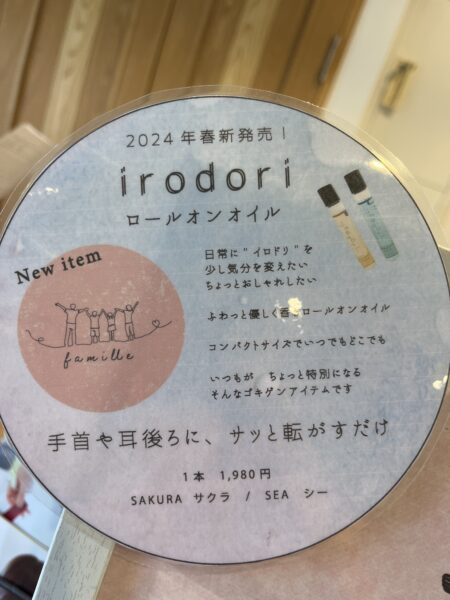 2024年春新発売!
irodori
ロールオンオイル
New item
famille
日常に"イロドリ"を
少し気分を変えたい
ちょっとおしゃれしたい
ふわっと優しく香るロールオンオイル
コンパクトサイズでいつでもどこでも
いつもが ちょっと特別になる
そんなゴキゲンアイテムです
手首や耳後ろに、サッと転がすだけ
1本 1,980円
SAKURA サクラ / SEA シー